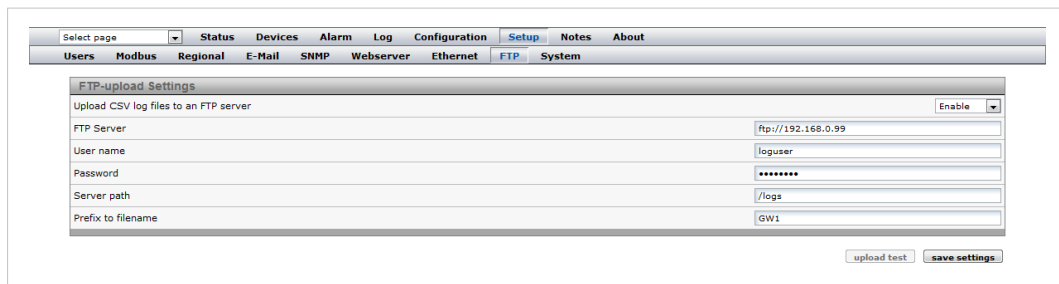 Select page Status Devices Alarm Log Configuration Setup Notes About
Users Modbus Regional E-Mail SNMP Webserver Ethernet FTP System
FTP-upload Settings
Upload CSV log files to an FTP server Enable
FTP Server ftp://192.168.0.99
User name loguser
Password ••••••••
Server path /logs
Prefix to filename GW1
upload test save settings